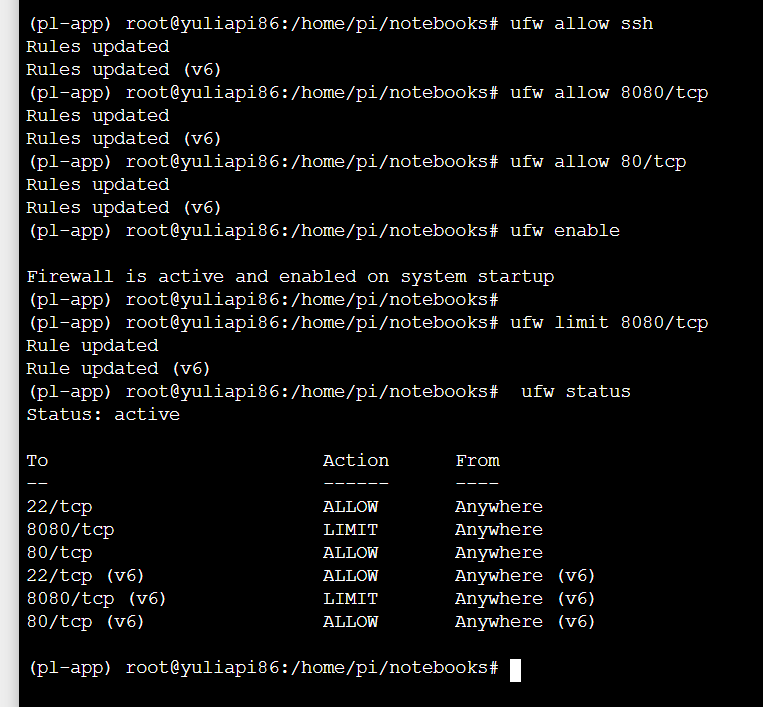 (pl-app) root@yuliapi86:/home/pi/notebooks# ufw allow ssh
Rules updated
Rules updated (v6)
(pl-app) root@yuliapi86:/home/pi/notebooks# ufw allow 8080/tcp
Rules updated
Rules updated (v6)
(pl-app) root@yuliapi86:/home/pi/notebooks# ufw allow 80/tcp
Rules updated
Rules updated (v6)
(pl-app) root@yuliapi86:/home/pi/notebooks# ufw enable
Firewall is active and enabled on system startup
(pl-app) root@yuliapi86:/home/pi/notebooks#
(pl-app) root@yuliapi86:/home/pi/notebooks# ufw limit 8080/tcp
Rule updated
Rule updated (v6)
(pl-app) root@yuliapi86:/home/pi/notebooks#  ufw status
Status: active
To                         Action      From
--                         ------      ----
22/tcp                     ALLOW       Anywhere
8080/tcp                   LIMIT       Anywhere
80/tcp                     ALLOW       Anywhere
22/tcp (v6)                ALLOW       Anywhere (v6)
8080/tcp (v6)              LIMIT       Anywhere (v6)
80/tcp (v6)                ALLOW       Anywhere (v6)
(pl-app) root@yuliapi86:/home/pi/notebooks#